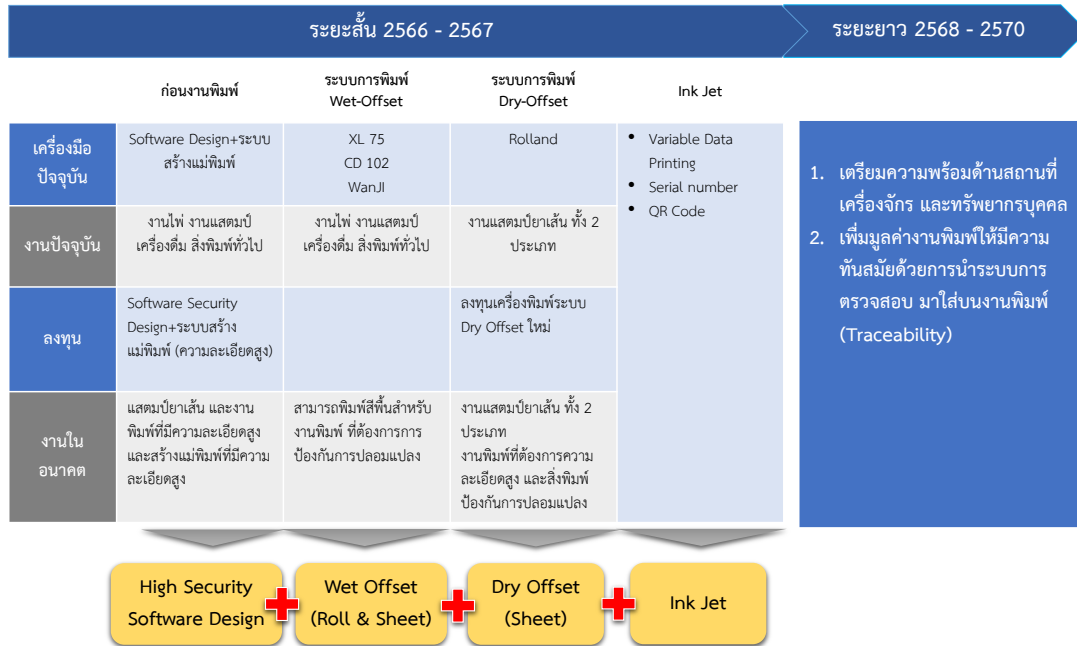 ระยะสั้น 2566 - 2567
ระยะยาว 2568 - 2570
ก่อนงานพิมพ์
ระบบการพิมพ์
Wet-Offset
ระบบการพิมพ์
Dry-Offset
Ink Jet
เครื่องมือ
ปัจจุบัน
Software Design+ระบบ
สร้างแม่พิมพ์
XL 75
CD 102
WanJI
Rolland
• Variable Data
Printing
• Serial number
• QR Code
งานปัจจุบัน
งานไพ่ งานแสตมป์
เครื่องดื่ม สิ่งพิมพ์ทั่วไป
งานไพ่ งานแสตมป์
เครื่องดื่ม สิ่งพิมพ์ทั่วไป
งานแสตมป์ยาเส้น ทั้ง 2
ประเภท
ลงทุน
Software Security
Design+ระบบสร้าง
แม่พิมพ์ (ความละเอียดสูง)
ลงทุนเครื่องพิมพ์ระบบ
Dry Offset ใหม่
งานใน
อนาคต
แสตมป์ยาเส้น และงาน
พิมพ์ที่มีความละเอียดสูง
และสร้างแม่พิมพ์ที่มีความ
ละเอียดสูง
สามารถพิมพ์สีพื้นสำหรับ
งานพิมพ์ ที่ต้องการการ
ป้องกันการปลอมแปลง
งานแสตมป์ยาเส้น ทั้ง 2
ประเภท
งานพิมพ์ที่ต้องการความ
ละเอียดสูง และสิ่งพิมพ์
ป้องกันการปลอมแปลง
1. เตรียมความพร้อมด้านสถานที่
เครื่องจักร และทรัพยากรบุคคล
2. เพิ่มมูลค่างานพิมพ์ให้มีความ
ทันสมัยด้วยการนำระบบการ
ตรวจสอบ มาใส่บนงานพิมพ์
(Traceability)
High Security
Software Design
Wet Offset
(Roll & Sheet)
Dry Offset
(Sheet)
Ink Jet